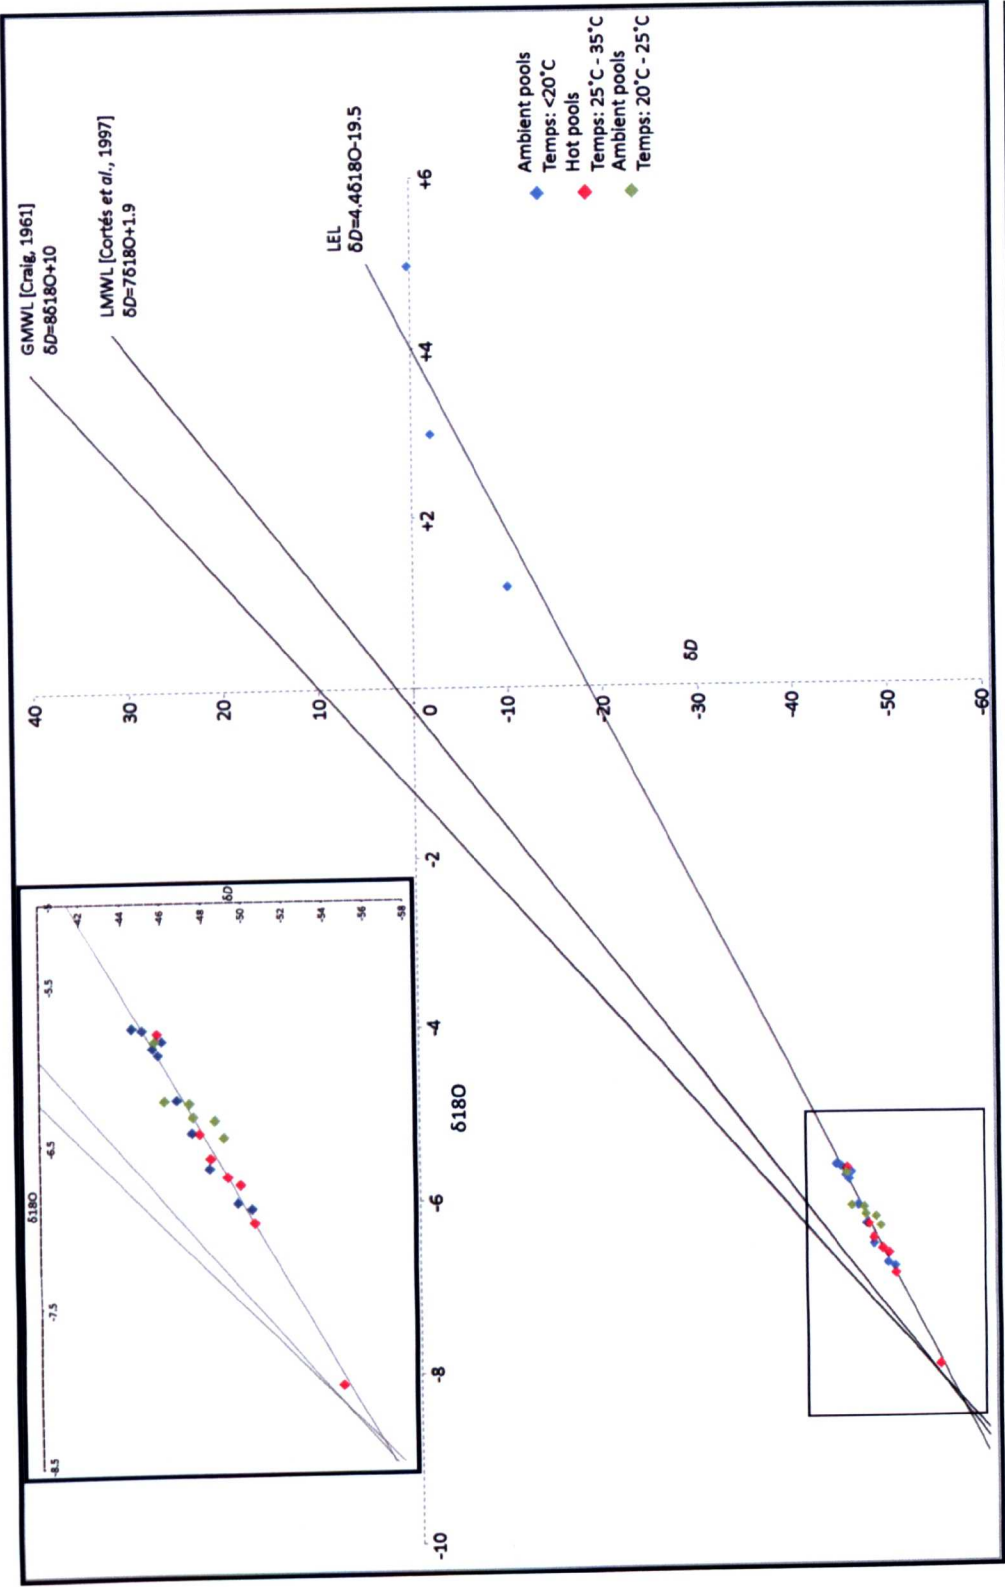 GMWL [Craig, 1961]
δD=8δ18O+10
LMWL [Cortés et al., 1997]
δD=7δ18O+1.9
LEL
δD=4.4δ18O-19.5
Ambient pools
Temps: <20°C
Hot pools
Temps: 25°C - 35°C
Ambient pools
Temps: 20°C - 25°C
40
30
20
10
0
-10
-20
-30
-40
-50
-60
δD
-10
-8
-6
-4
-2
+2
+4
+6
δ18O
δ18O
-8.5
-7.5
-6.5
-5.5
-5
-42
-44
-46
-48
-50
-52
-54
-56
-58
δD